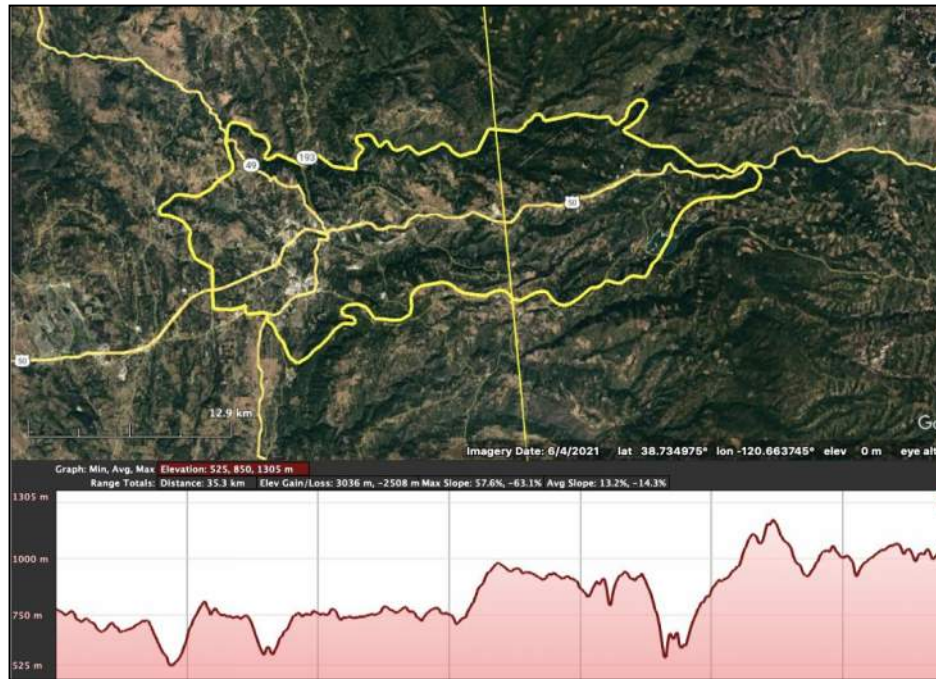 193
49
50
50
12.9 km
Go
Imagery Date: 6/4/2021 lat 38.734975° lon -120.663745° elev 0 m eye alt
Graph: Min, Avg, Max Elevation: 525, 850, 1305 m
Range Totals: Distance: 35.3 km Elev Gain/Loss: 3036 m, -2508 m Max Slope: 57.6%, -63.1% Avg Slope: 13.2%, -14.3%
1305 m
1000 m
750 m
525 m